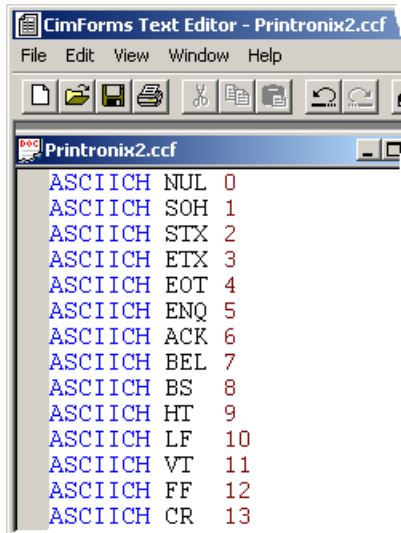 CimForms Text Editor - Printronix2.ccf
File Edit View Window Help
DOC Printronix2.ccf
ASCIICH NUL 0
ASCIICH SOH 1
ASCIICH STX 2
ASCIICH ETX 3
ASCIICH EOT 4
ASCIICH ENQ 5
ASCIICH ACK 6
ASCIICH BEL 7
ASCIICH BS 8
ASCIICH HT 9
ASCIICH LF 10
ASCIICH VT 11
ASCIICH FF 12
ASCIICH CR 13